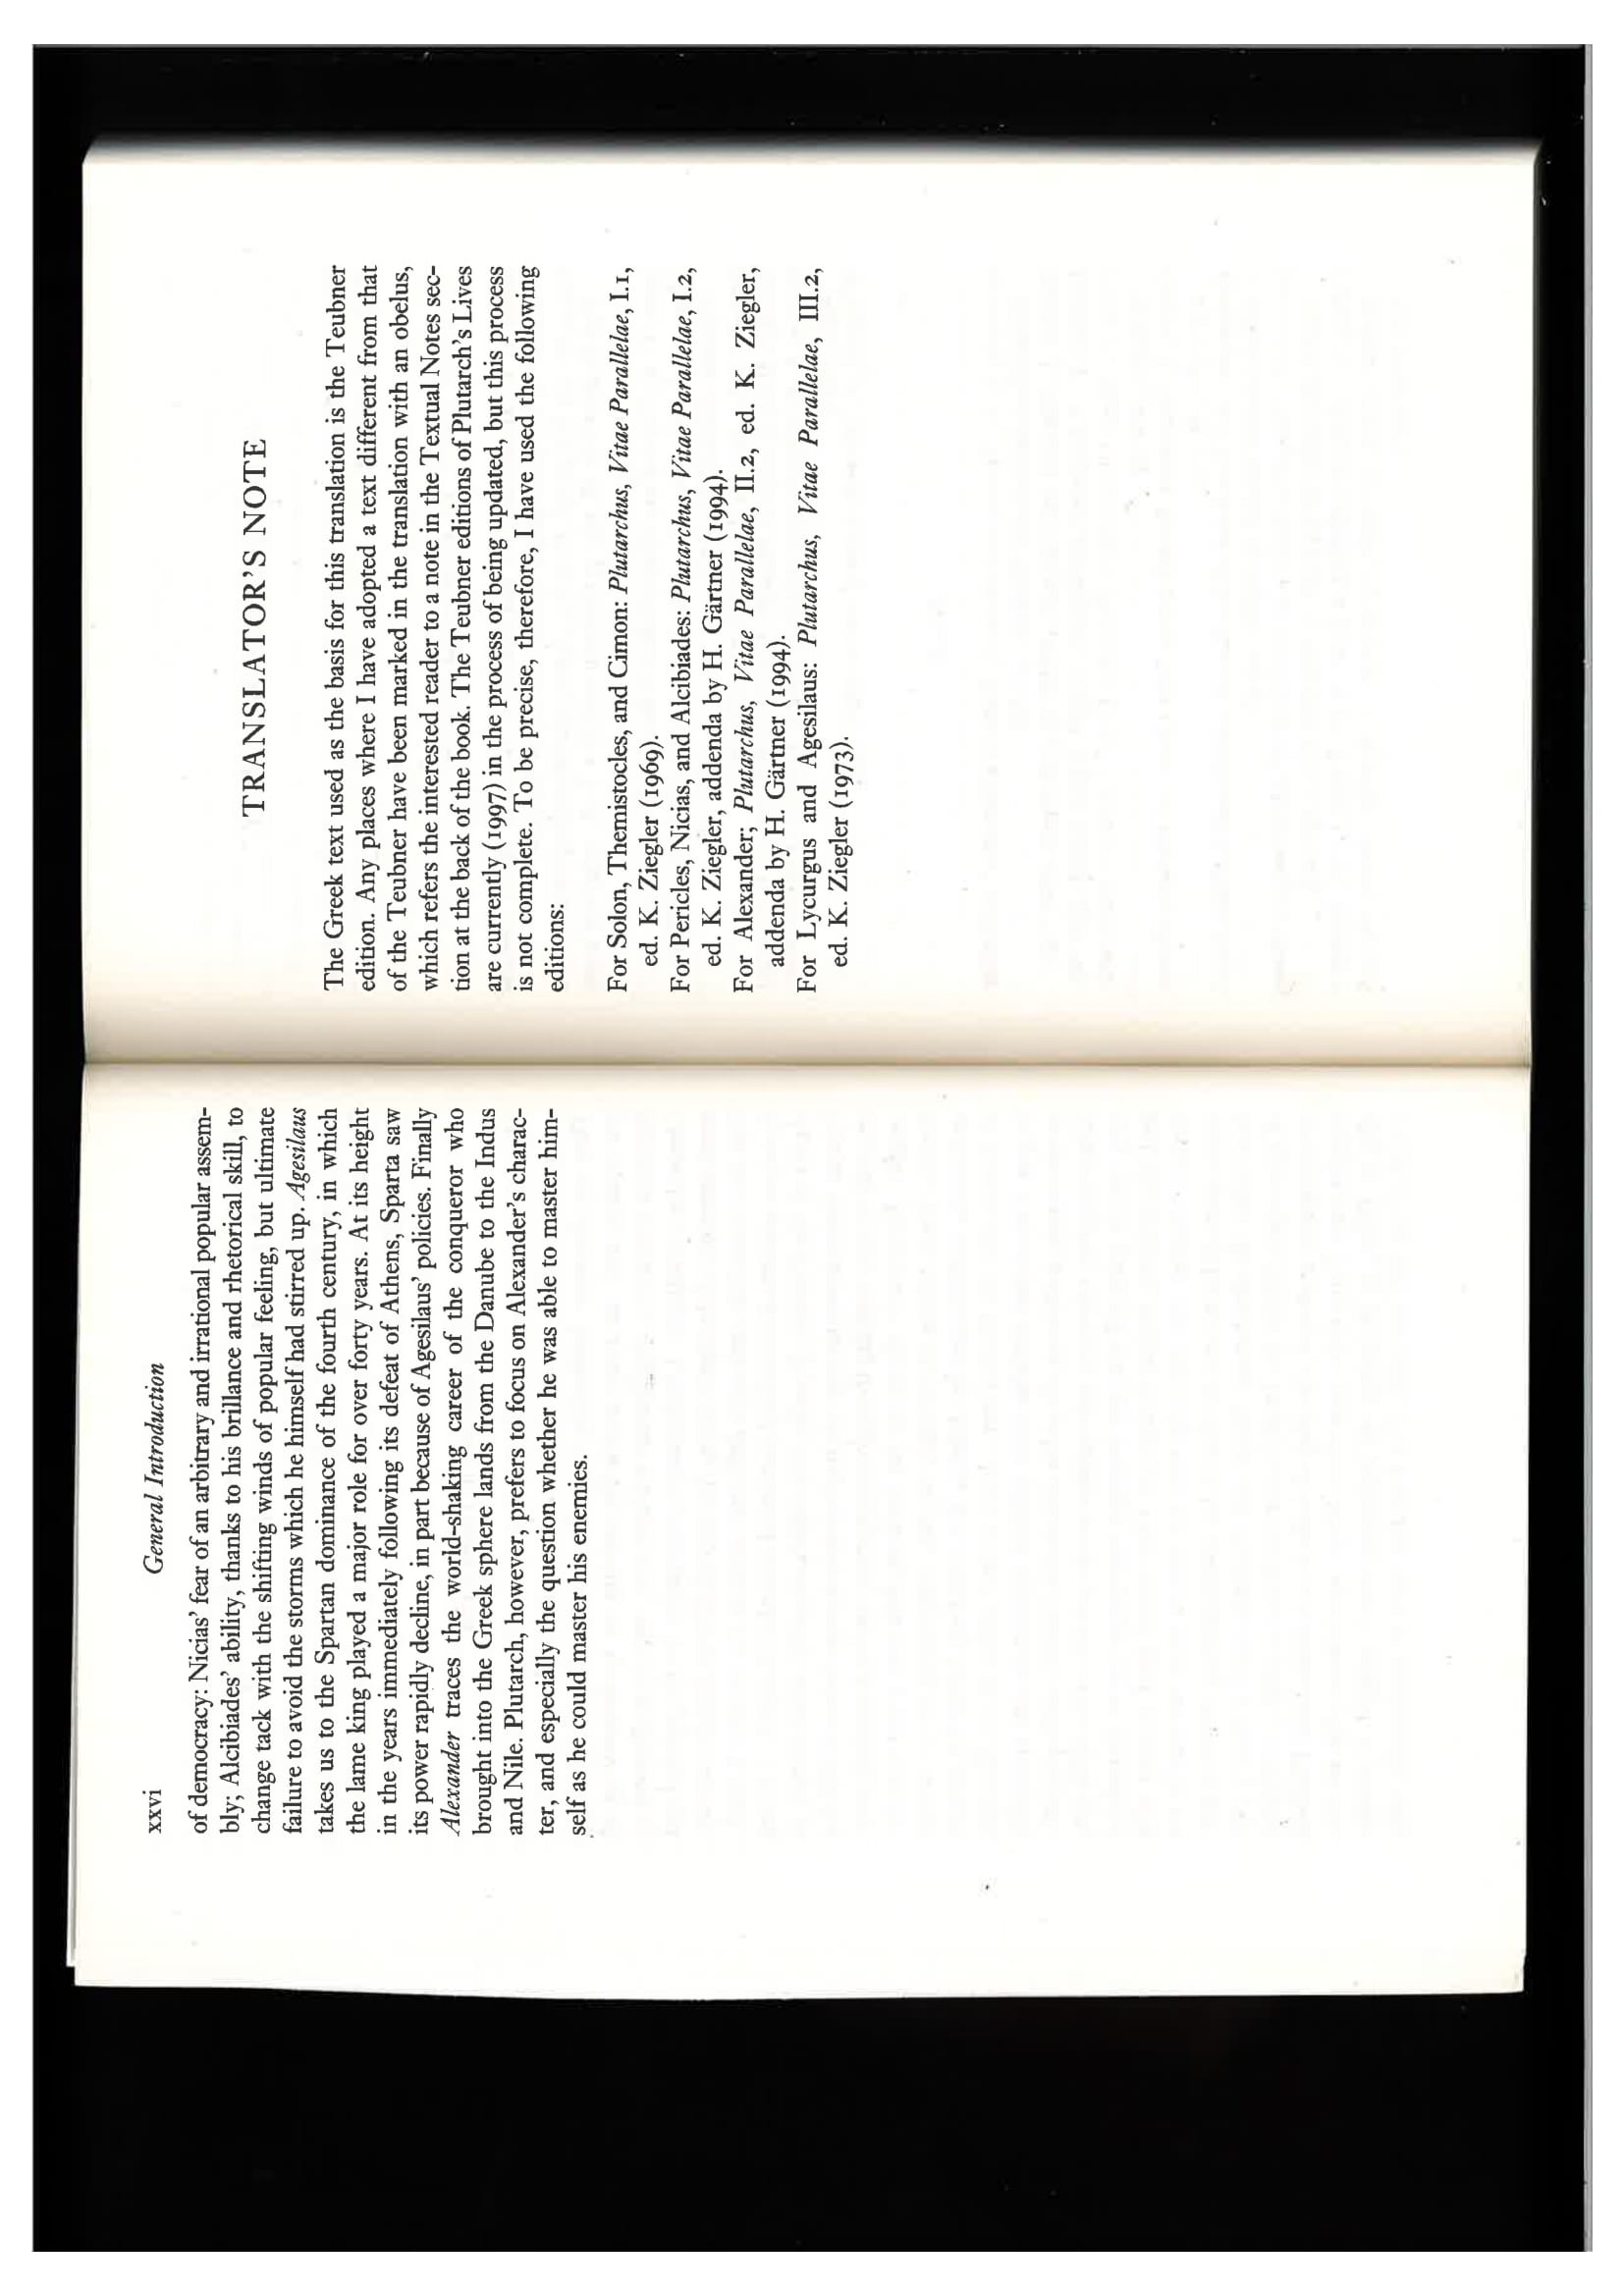 xxvi General Introduction
of democracy: Nicias' fear of an arbitrary and irrational popular assem-
bly; Alcibiades' ability, thanks to his brillance and rhetorical skill, to
change tack with the shifting winds of popular feeling, but ultimate
failure to avoid the storms which he himself had stirred up. Agesilaus
takes us to the Spartan dominance of the fourth century, in which
the lame king played a major role for over forty years. At its height
in the years immediately following its defeat of Athens, Sparta saw
its power rapidly decline, in part because of Agesilaus' policies. Finally
Alexander traces the world-shaking career of the conqueror who
brought into the Greek sphere lands from the Danube to the Indus
and Nile. Plutarch, however, prefers to focus on Alexander's charac-
ter, and especially the question whether he was able to master him-
self as he could master his enemies.
TRANSLATOR'S NOTE
The Greek text used as the basis for this translation is the Teubner
edition. Any places where I have adopted a text different from that
of the Teubner have been marked in the translation with an obelus,
which refers the interested reader to a note in the Textual Notes sec-
tion at the back of the book. The Teubner editions of Plutarch's Lives
are currently (1997) in the process of being updated, but this process
is not complete. To be precise, therefore, I have used the following
editions:
For Solon, Themistocles, and Cimon: Plutarchus, Vitae Parallelae, I.1,
ed. K. Ziegler (1969).
For Pericles, Nicias, and Alcibiades: Plutarchus, Vitae Parallelae, I.2,
ed. K. Ziegler, addenda by H. Gärtner (1994).
For Alexander; Plutarchus, Vitae Parallelae, II.2, ed. K. Ziegler,
addenda by H. Gärtner (1994).
For Lycurgus and Agesilaus: Plutarchus, Vitae Parallelae, III.2,
ed. K. Ziegler (1973).